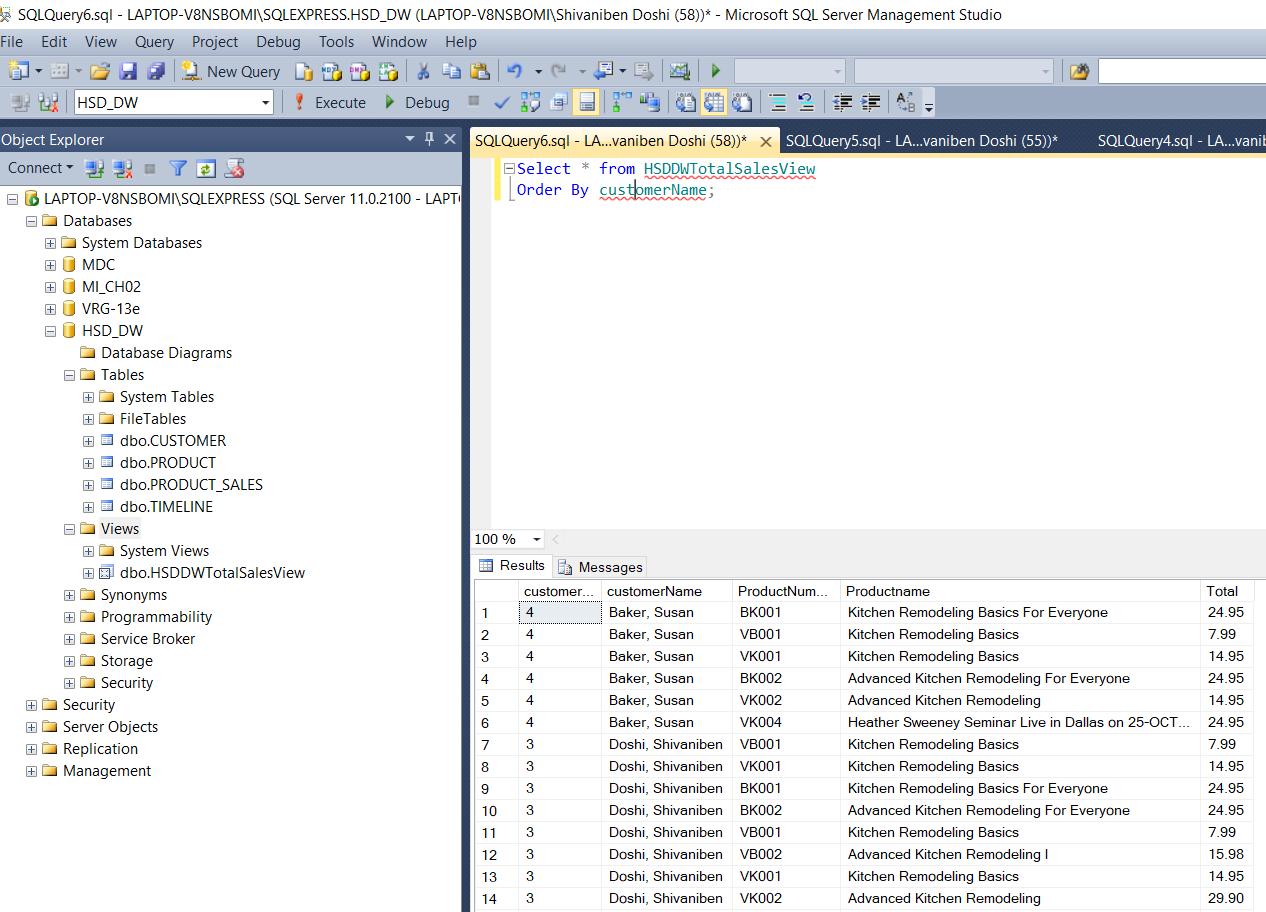 SQLQuery6.sql - LAPTOP-V8NSBOMI\SQLEXPRESS.HSD_DW (LAPTOP-V8NSBOMI\Shivaniben Doshi (58))* - Microsoft SQL Server Management Studio
File Edit View Query Project Debug Tools Window Help
New Query
HSD_DW Execute Debug
Object Explorer
Connect
LAPTOP-V8NSBOMI\SQLEXPRESS (SQL Server 11.0.2100 - LAPT
Databases
System Databases
MDC
MI_CH02
VRG-13e
HSD_DW
Database Diagrams
Tables
System Tables
FileTables
dbo.CUSTOMER
dbo.PRODUCT
dbo.PRODUCT_SALES
dbo.TIMELINE
Views
System Views
dbo.HSDDWTotalSalesView
Synonyms
Programmability
Service Broker
Storage
Security
Security
Server Objects
Replication
Management
SQLQuery6.sql - LA...vaniben Doshi (58))* SQLQuery5.sql - LA...vaniben Doshi (55))* SQLQuery4.sql - LA...vanib
Select * from HSDDWTotalSalesView
Order By customerName;
100 %
Results Messages
customer... customerName ProductNum... Productname Total
1 4 Baker, Susan BK001 Kitchen Remodeling Basics For Everyone 24.95
2 4 Baker, Susan VB001 Kitchen Remodeling Basics 7.99
3 4 Baker, Susan VK001 Kitchen Remodeling Basics 14.95
4 4 Baker, Susan BK002 Advanced Kitchen Remodeling For Everyone 24.95
5 4 Baker, Susan VK002 Advanced Kitchen Remodeling 14.95
6 4 Baker, Susan VK004 Heather Sweeney Seminar Live in Dallas on 25-OCT... 24.95
7 3 Doshi, Shivaniben VB001 Kitchen Remodeling Basics 7.99
8 3 Doshi, Shivaniben VK001 Kitchen Remodeling Basics 14.95
9 3 Doshi, Shivaniben BK001 Kitchen Remodeling Basics For Everyone 24.95
10 3 Doshi, Shivaniben BK002 Advanced Kitchen Remodeling For Everyone 24.95
11 3 Doshi, Shivaniben VB001 Kitchen Remodeling Basics 7.99
12 3 Doshi, Shivaniben VB002 Advanced Kitchen Remodeling I 15.98
13 3 Doshi, Shivaniben VK001 Kitchen Remodeling Basics 14.95
14 3 Doshi, Shivaniben VK002 Advanced Kitchen Remodeling 29.90